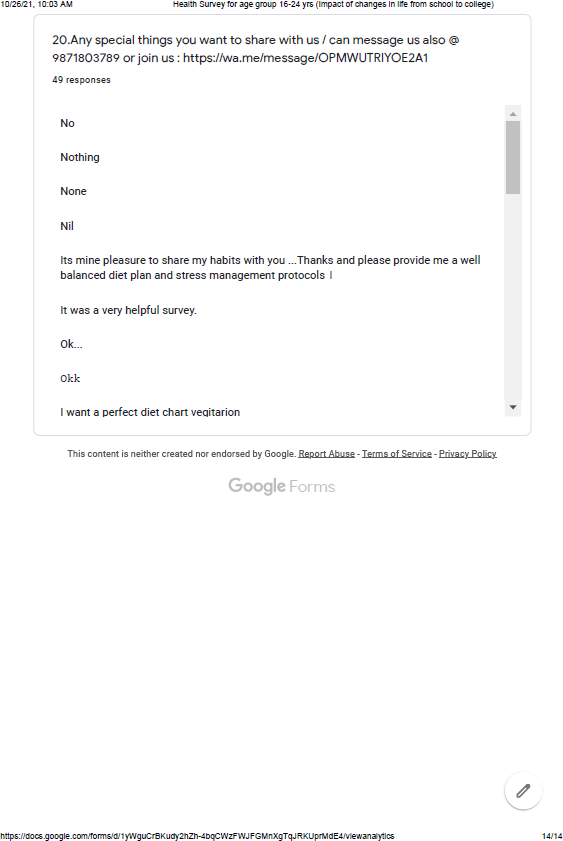 10/26/21, 10:03 AM Health Survey for age group 16-24 yrs (Impact of changes in life from school to college)
20.Any special things you want to share with us / can message us also @
9871803789 or join us : https://wa.me/message/OPMWUTRIYOE2A1
49 responses
No
Nothing
None
Nil
Its mine pleasure to share my habits with you ...Thanks and please provide me a well
balanced diet plan and stress management protocols !
It was a very helpful survey.
Ok...
Okk
I want a perfect diet chart vegitarion
This content is neither created nor endorsed by Google. Report Abuse - Terms of Service - Privacy Policy
Google Forms
https://docs.google.com/forms/d/1yWguCrBKudy2hZh-4bqCWzFWJFGMnXgTqJRKUprMdE4/viewanalytics 14/14